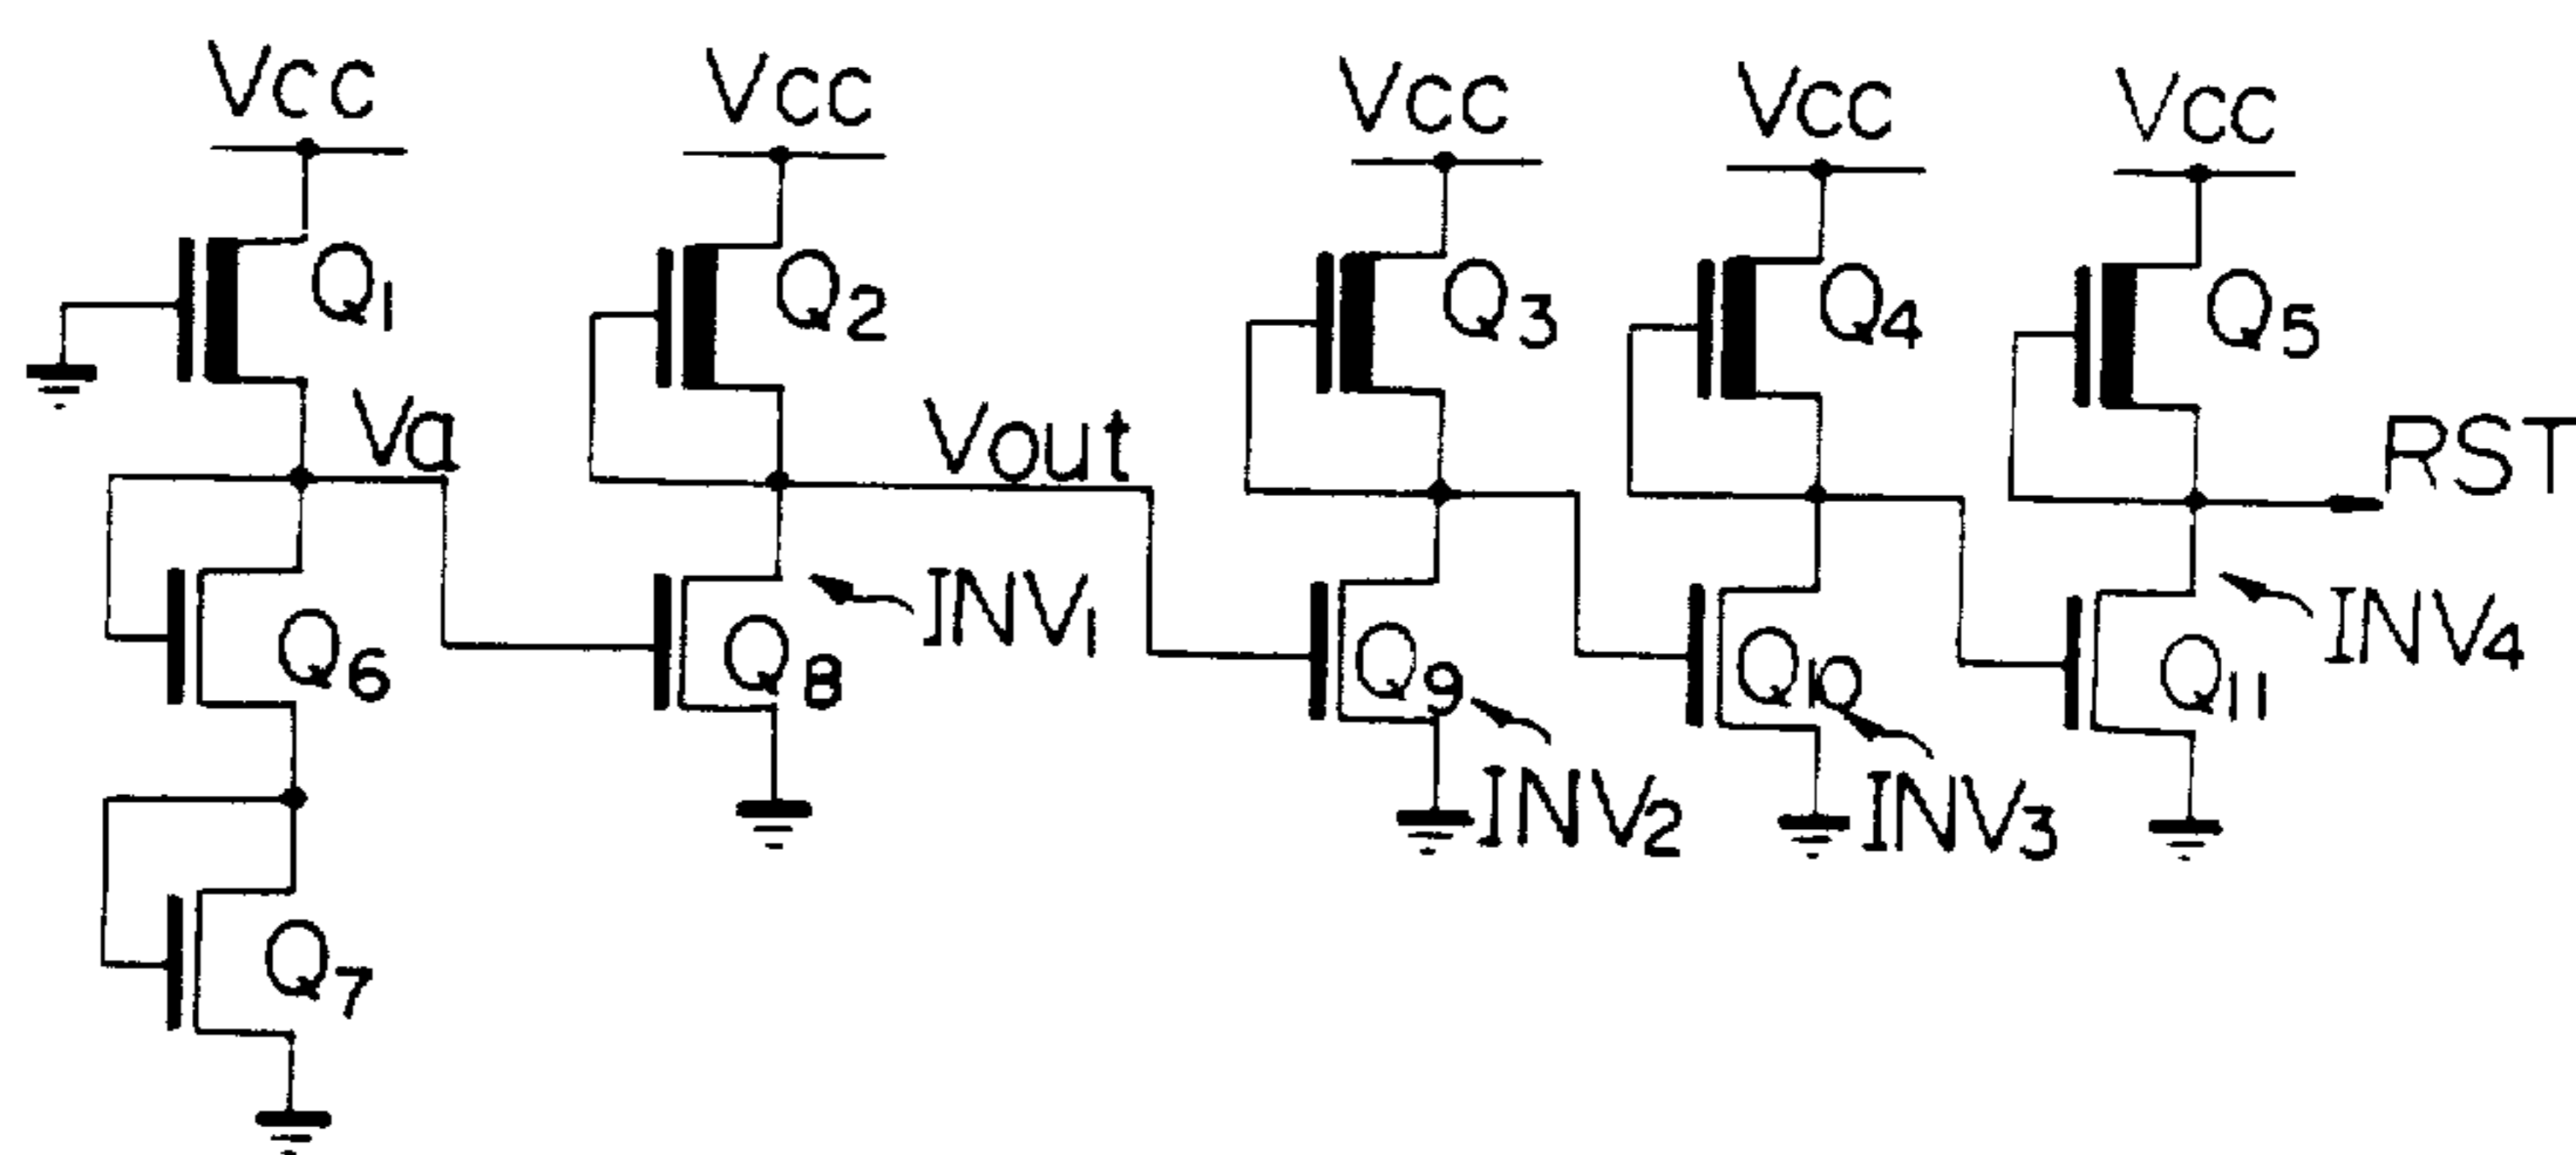 Vcc Vcc Vcc Vcc Vcc
Q1 Q2 Q3 Q4 Q5
Va Vout RST
Q6 Q8 INV1 Q9 Q10 Q11 INV4
INV2 INV3
Q7